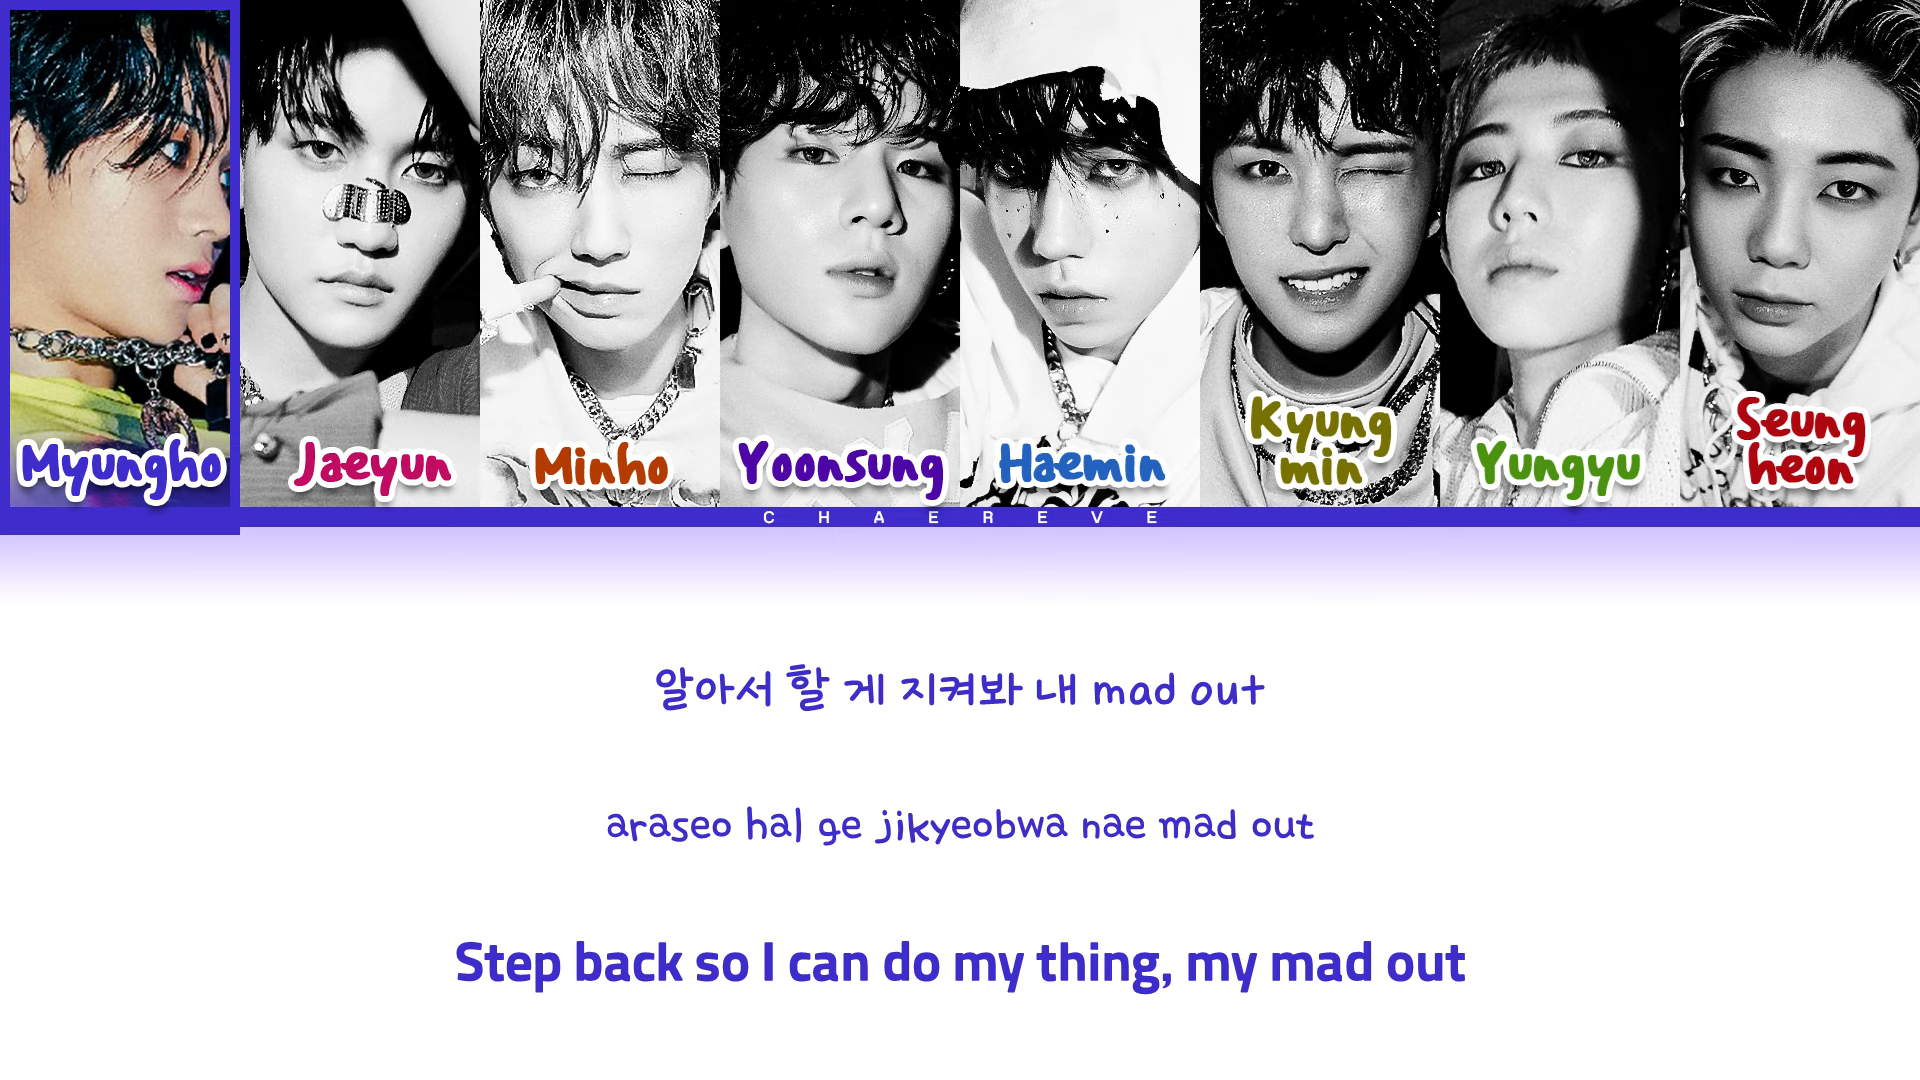 Myungho
Jaeyun
Minho
Yoonsung
Haemin
Kyung
min
Yungyu
Seung
heon
CHAEREVE
알아서 할 게 지켜봐 내 mad out
araseo hal ge jikyeobwa nae mad out
Step back so I can do my thing, my mad out